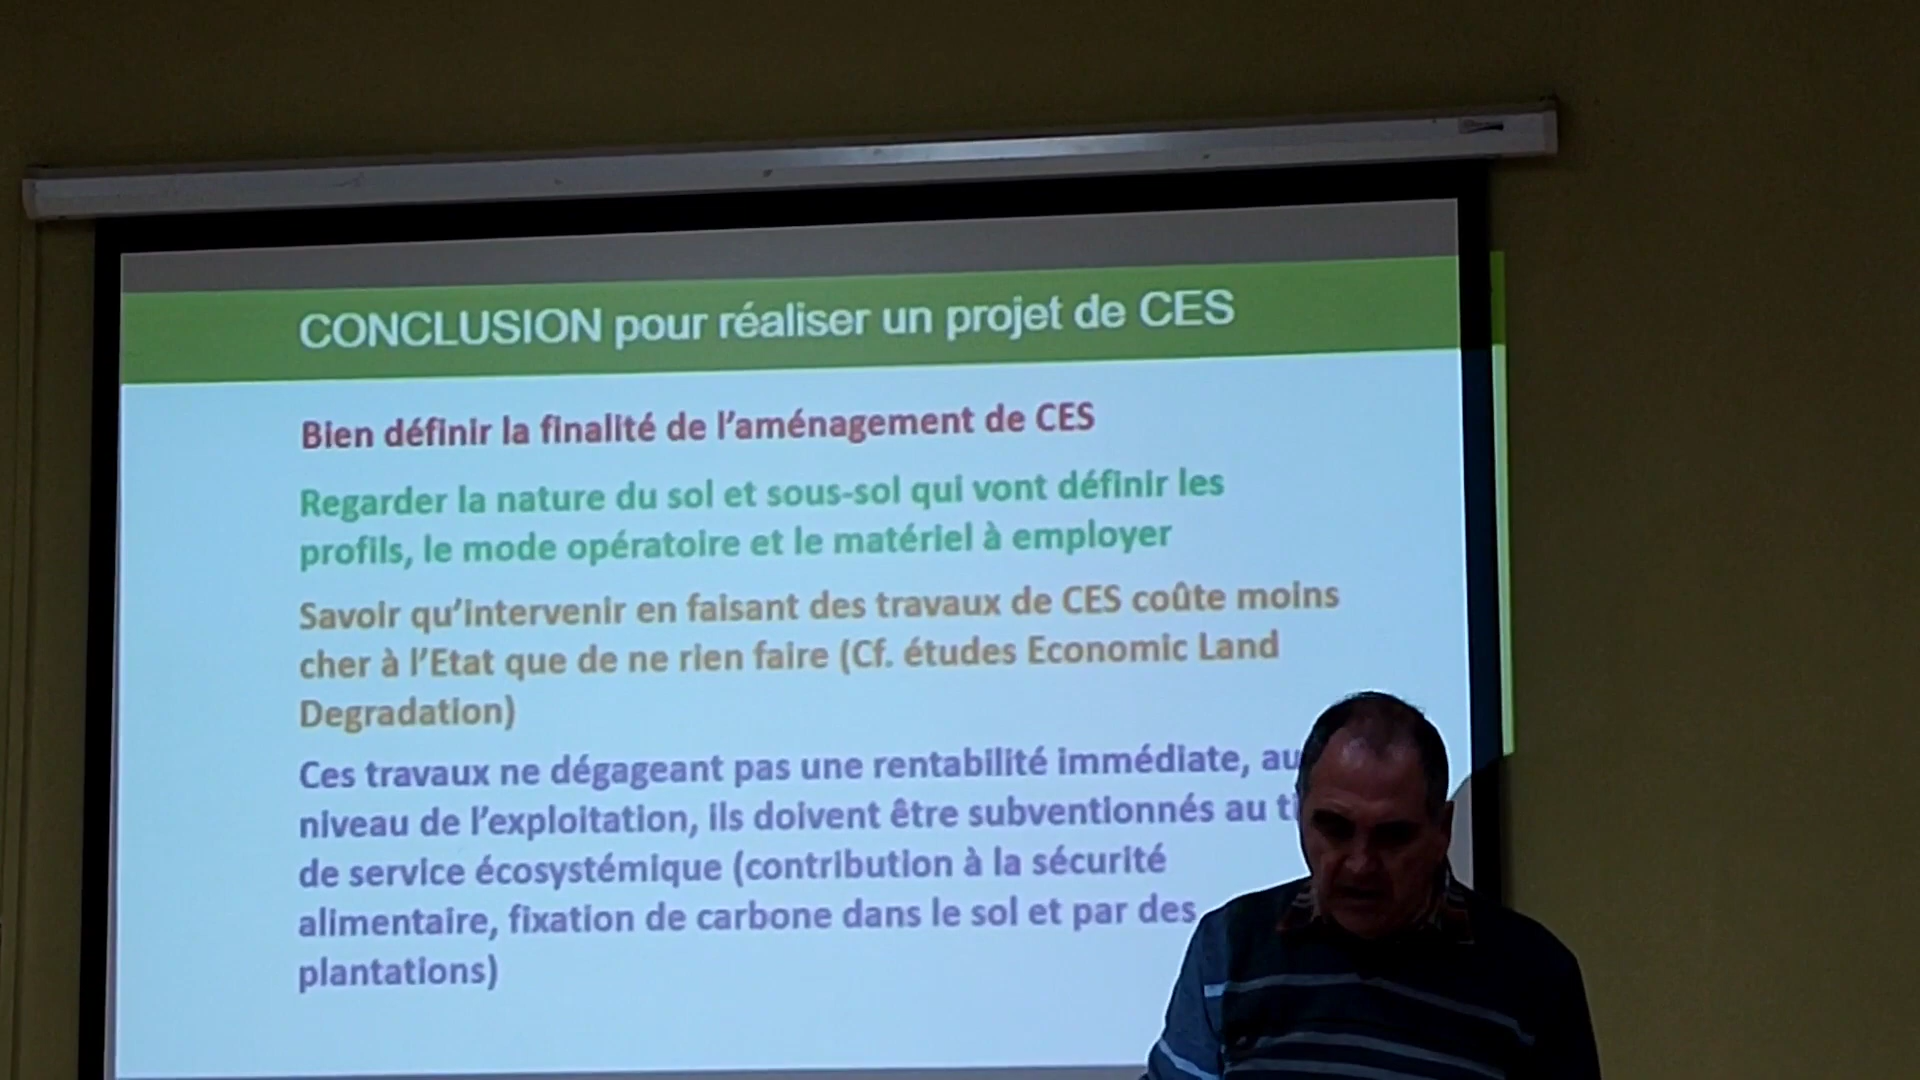 CONCLUSION pour réaliser un projet de CES
Bien définir la finalité de l'aménagement de CES
Regarder la nature du sol et sous-sol qui vont définir les
profils, le mode opératoire et le matériel à employer
Savoir qu'intervenir en faisant des travaux de CES coûte moins
cher à l'Etat que de ne rien faire (Cf. études Economic Land
Degradation)
Ces travaux ne dégageant pas une rentabilité immédiate, au
niveau de l'exploitation, ils doivent être subventionnés au
de service écosystémique (contribution à la sécurité
alimentaire, fixation de carbone dans le sol et par des
plantations)